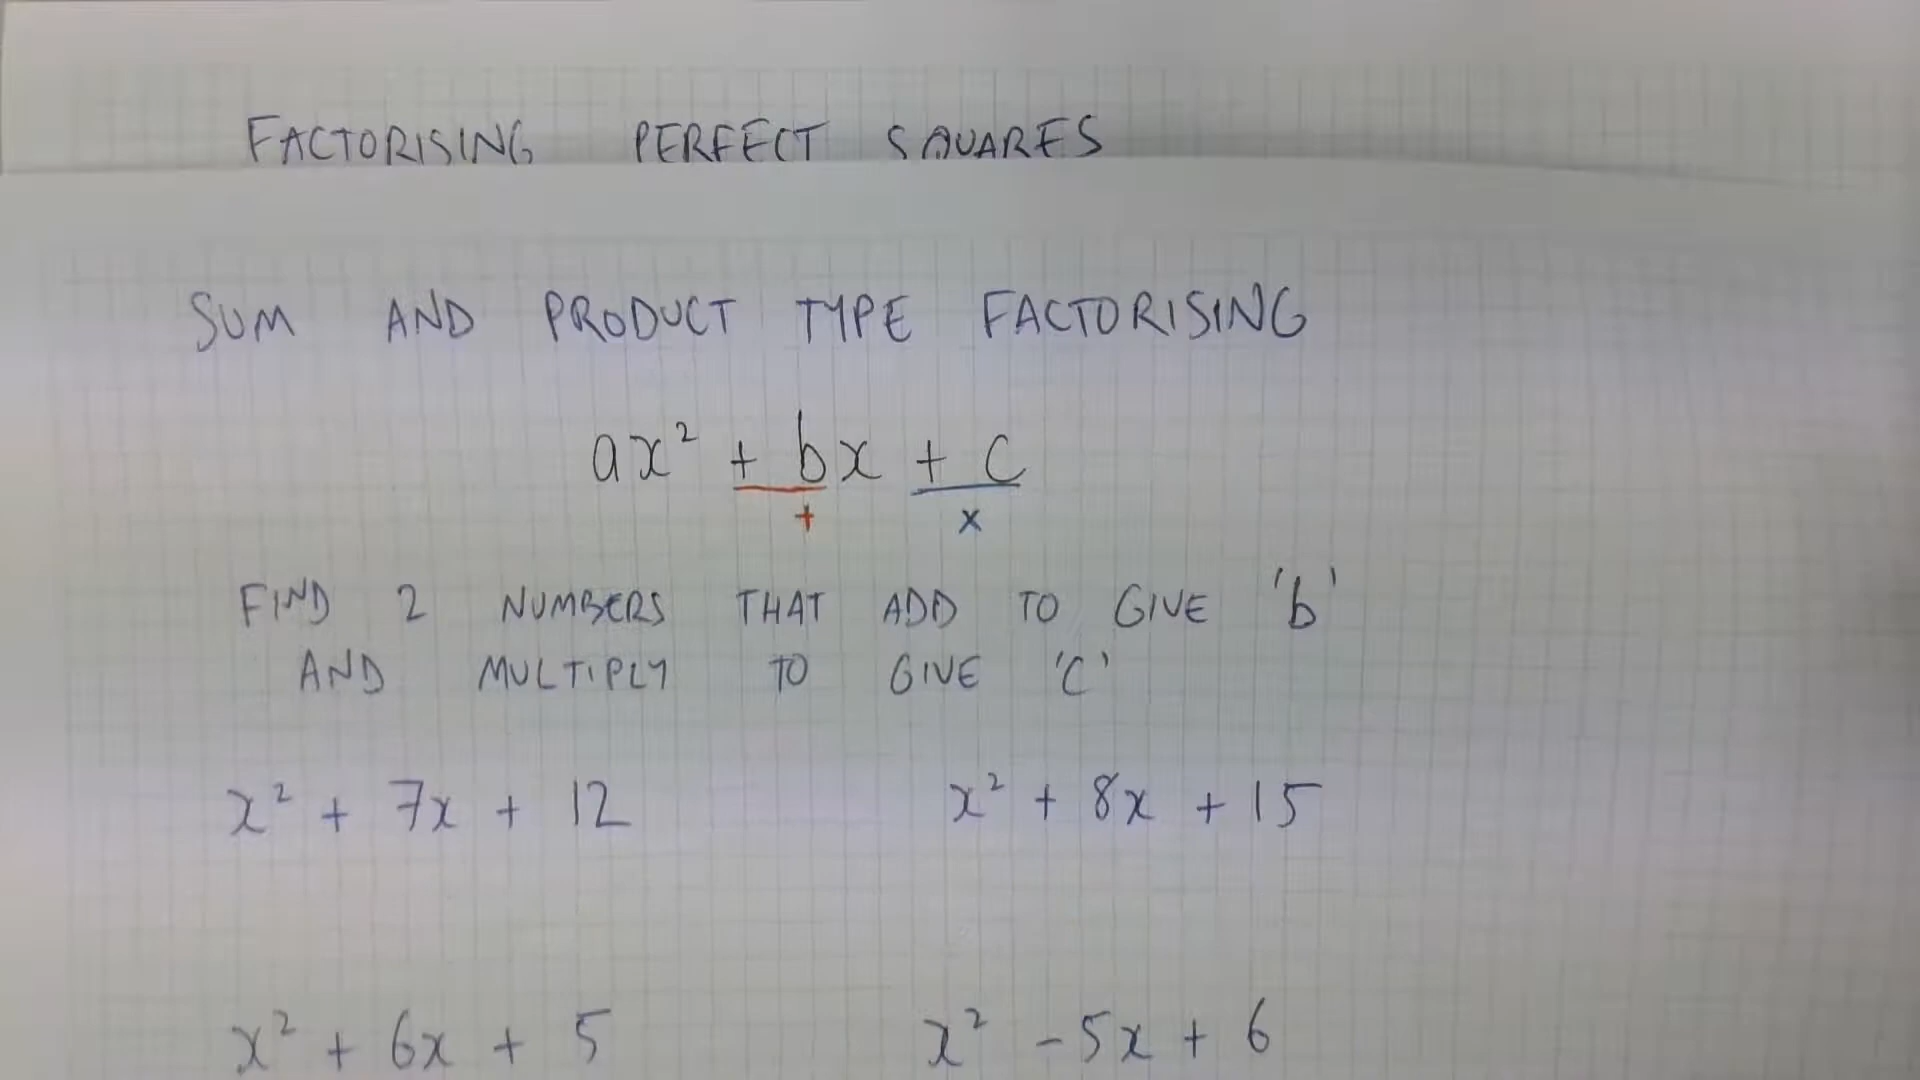 FACTORISING PERFECT SQUARES
SUM AND PRODUCT TYPE FACTORISING
ax² + bx + c
+ x
FIND 2 NUMBERS THAT ADD TO GIVE 'b'
AND MULTIPLY TO GIVE 'C'
x² + 7x + 12
x² + 8x + 15
x² + 6x + 5
x² - 5x + 6